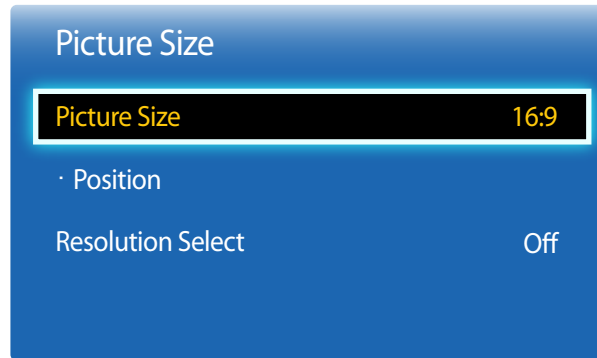 Picture Size
Picture Size 16:9
· Position
Resolution Select Off